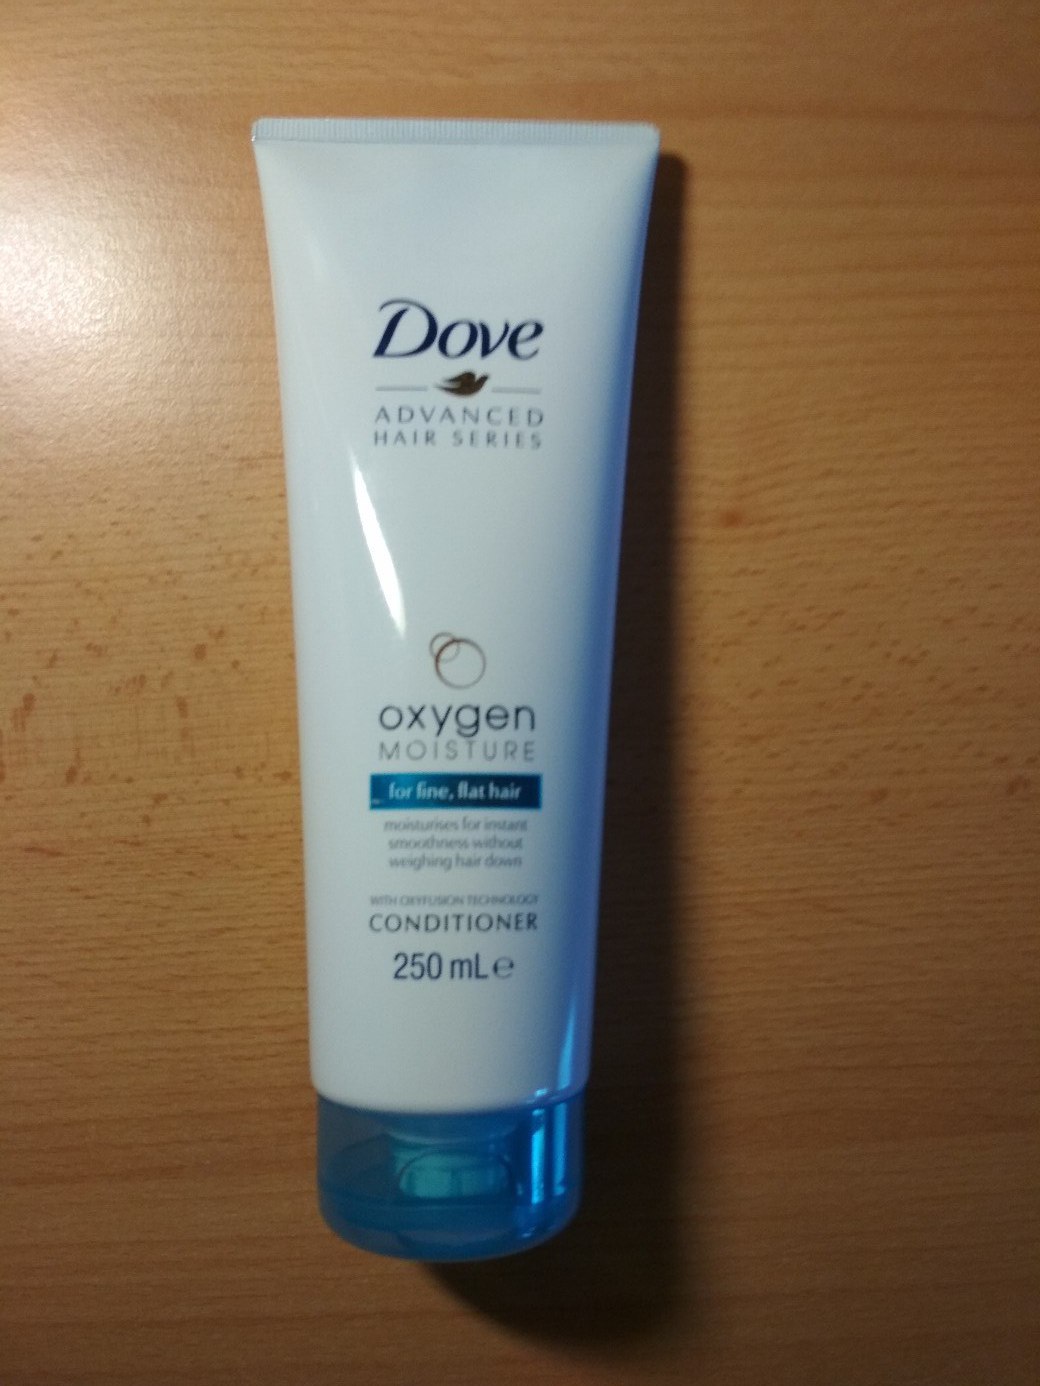 Dove
ADVANCED
HAIR SERIES
oxygen
MOISTURE
for fine, flat hair
moisturises for instant
smoothness without
weighing hair down
WITH OXYFUSION TECHNOLOGY
CONDITIONER
250 mL ℮